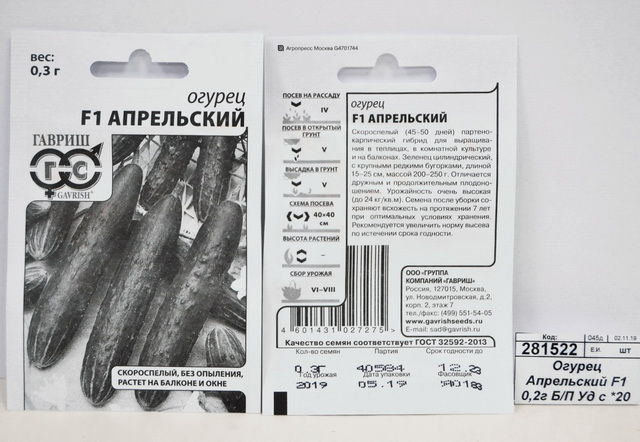 вес:
0,3 г
огурец
F1 АПРЕЛЬСКИЙ
ГАВРИШ
ГС
GAVRISH
СКОРОСПЕЛЫЙ, БЕЗ ОПЫЛЕНИЯ,
РАСТЕТ НА БАЛКОНЕ И ОКНЕ
Агропресс Москва G4701744
ПОСЕВ НА РАССАДУ
IV
ПОСЕВ В ОТКРЫТЫЙ
ГРУНТ
V
ВЫСАДКА В ГРУНТ
V
СХЕМА ПОСЕВА
40×40
см
ВЫСОТА РАСТЕНИЙ
–
СБОР УРОЖАЯ
VI–VIII
огурец
F1 АПРЕЛЬСКИЙ
Скороспелый (45–50 дней) партено-
карпический гибрид для выращива-
ния в теплицах, в комнатной культуре
и на балконах. Зеленец цилиндрический,
с крупными редкими бугорками, длиной
15–25 см, массой 200–250 г. Отличается
дружным и продолжительным плодоно-
шением. Урожайность очень высокая
(до 24 кг/кв.м). Семена после уборки со-
храняют всхожесть на протяжении 7 лет
при оптимальных условиях хранения.
Рекомендуется увеличить норму высева
по истечении срока годности.
ООО «ГРУППА
КОМПАНИЙ «ГАВРИШ»
Россия, 127015, Москва,
ул. Новодмитровская, д.2,
корп. 2, этаж 7
тел./факс: (499) 551-54-05
www.gavrishseeds.ru
E-mail: sad@gavrish.ru
4 601431 027275 >
Качество семян соответствует ГОСТ 32592-2013
Кол-во семян Партия Срок годности до
0.3Г 40584 12.23
Год урожая Дата упаковки Фасовщик
2019 05.19
Код: 045д 02.11.19
281522 Е.И. ШТ
Огурец
Апрельский F1
0,2г Б/П Уд с *20